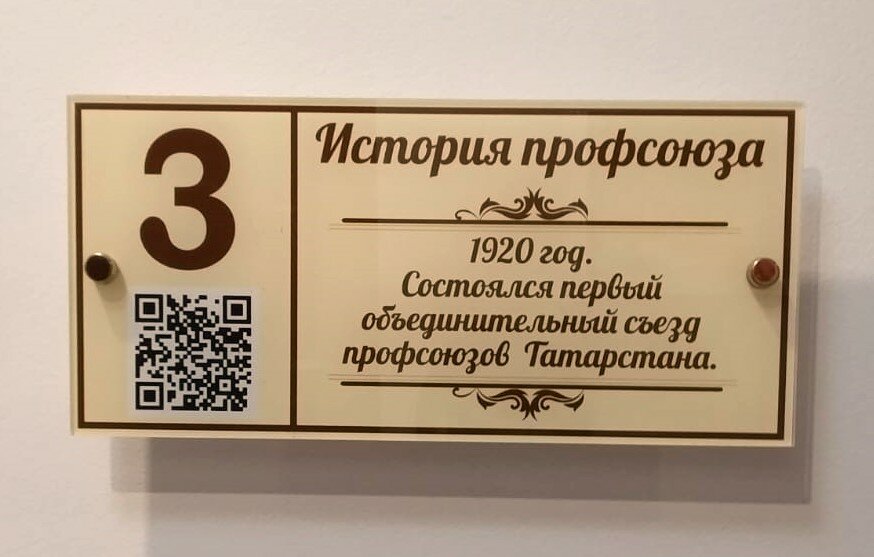 3
История профсоюза
1920 год.
Состоялся первый
объединительный съезд
профсоюзов Татарстана.